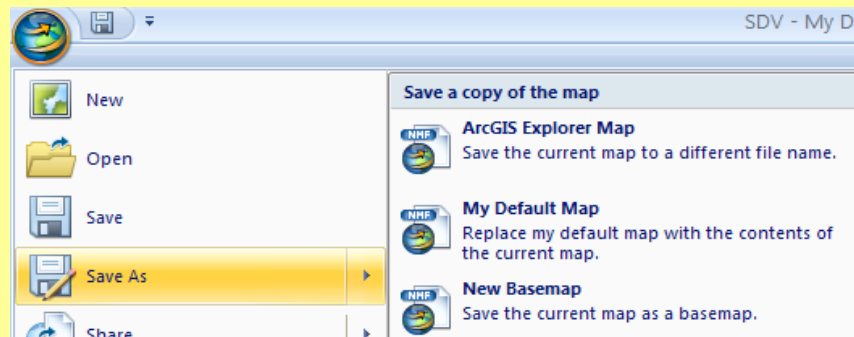 SDV - My D
New
Open
Save
Save As
Share
Save a copy of the map
NMF
ArcGIS Explorer Map
Save the current map to a different file name.
NMF
My Default Map
Replace my default map with the contents of
the current map.
NMF
New Basemap
Save the current map as a basemap.